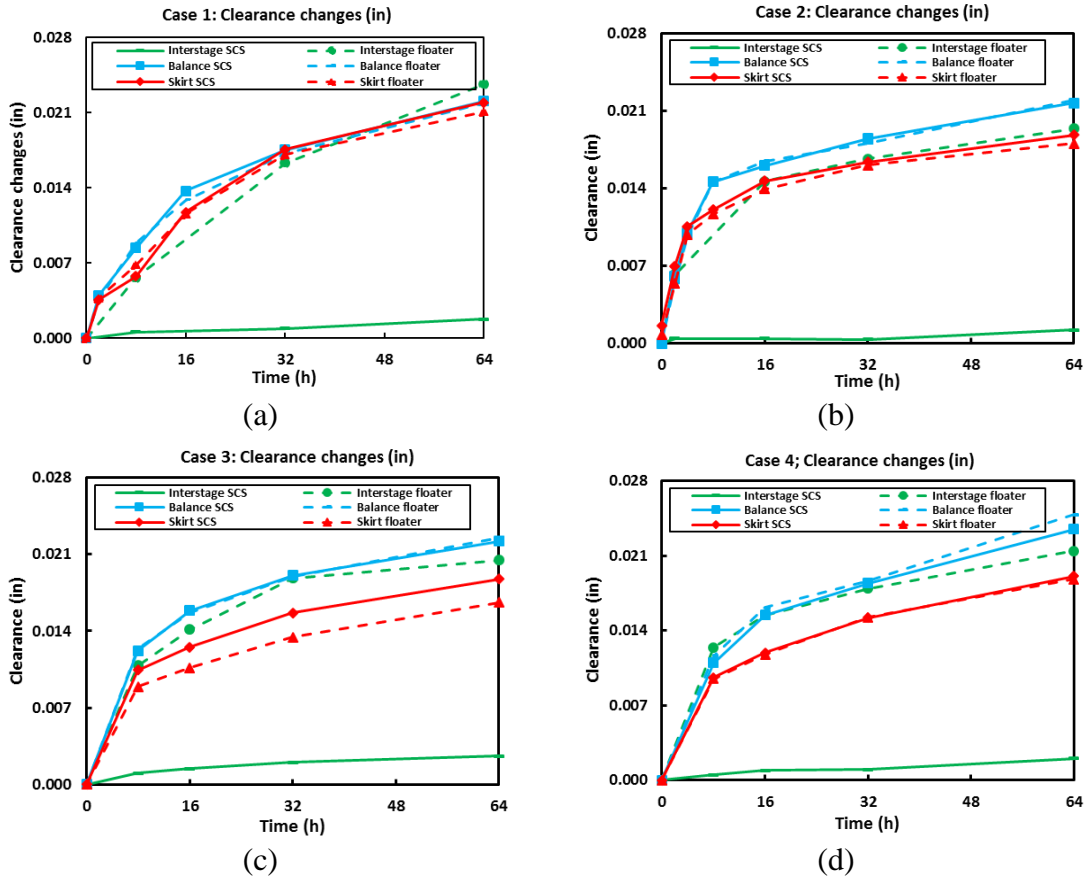 Case 1: Clearance changes (in)
Clearance changes (in)
0.028
0.021
0.014
0.007
0.000
Interstage SCS
Interstage floater
Balance SCS
Balance floater
Skirt SCS
Skirt floater
0 16 32 48 64
Time (h)
(a)
Case 2: Clearance changes (in)
Clearance (in)
0.028
0.021
0.014
0.007
0.000
Interstage SCS
Interstage floater
Balance SCS
Balance floater
Skirt SCS
Skirt floater
0 16 32 48 64
Time (h)
(b)
Case 3: Clearance changes (in)
Clearance (in)
0.028
0.021
0.014
0.007
0.000
Interstage SCS
Interstage floater
Balance SCS
Balance floater
Skirt SCS
Skirt floater
0 16 32 48 64
Time (h)
(c)
Case 4; Clearance changes (in)
Clearance (in)
0.028
0.021
0.014
0.007
0.000
Interstage SCS
Interstage floater
Balance SCS
Balance floater
Skirt SCS
Skirt floater
0 16 32 48 64
Time (h)
(d)